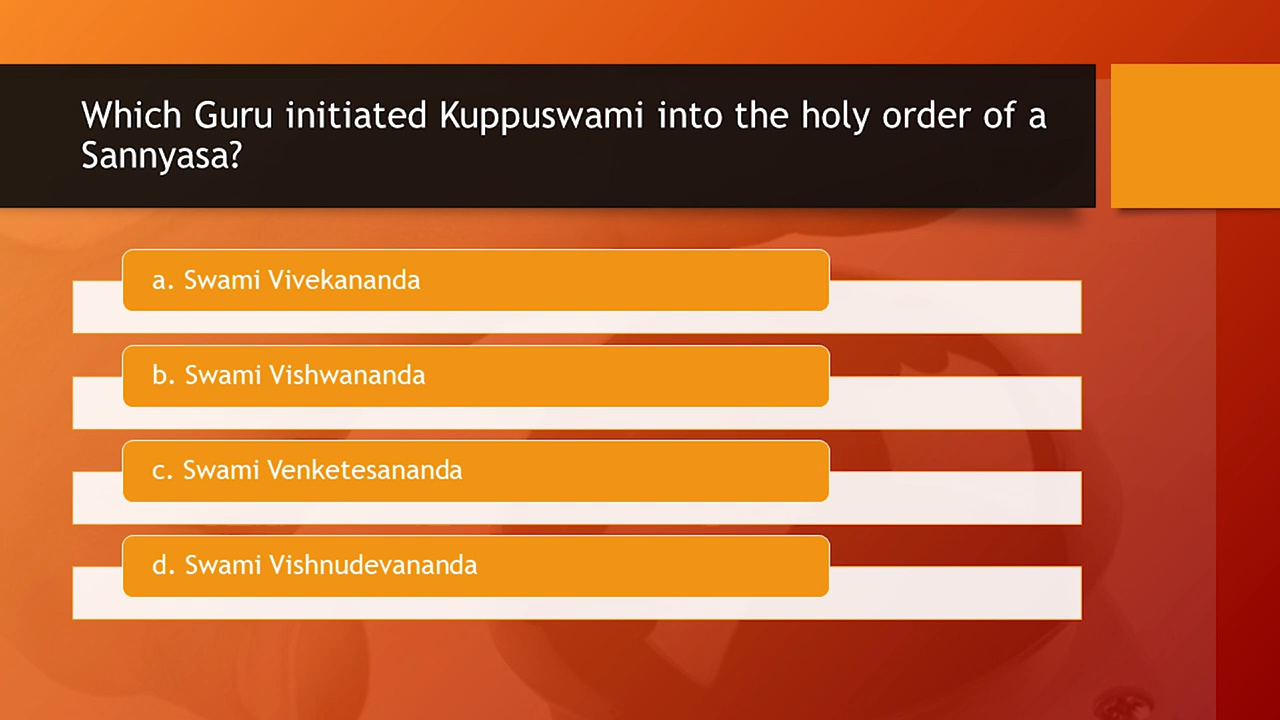 Which Guru initiated Kuppuswami into the holy order of a
Sannyasa?
a. Swami Vivekananda
b. Swami Vishwananda
c. Swami Venketesananda
d. Swami Vishnudevananda